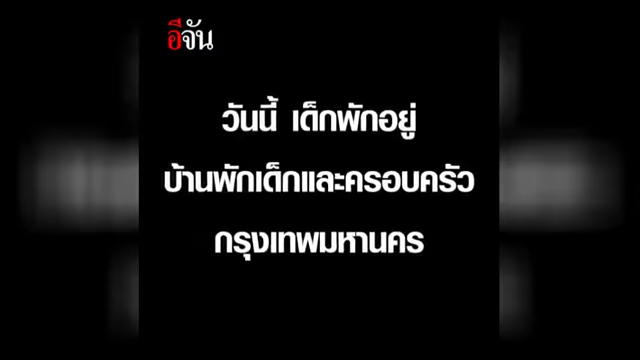 อีจัน
วันนี้ เด็กพักอยู่
บ้านพักเด็กและครอบครัว
กรุงเทพมหานคร